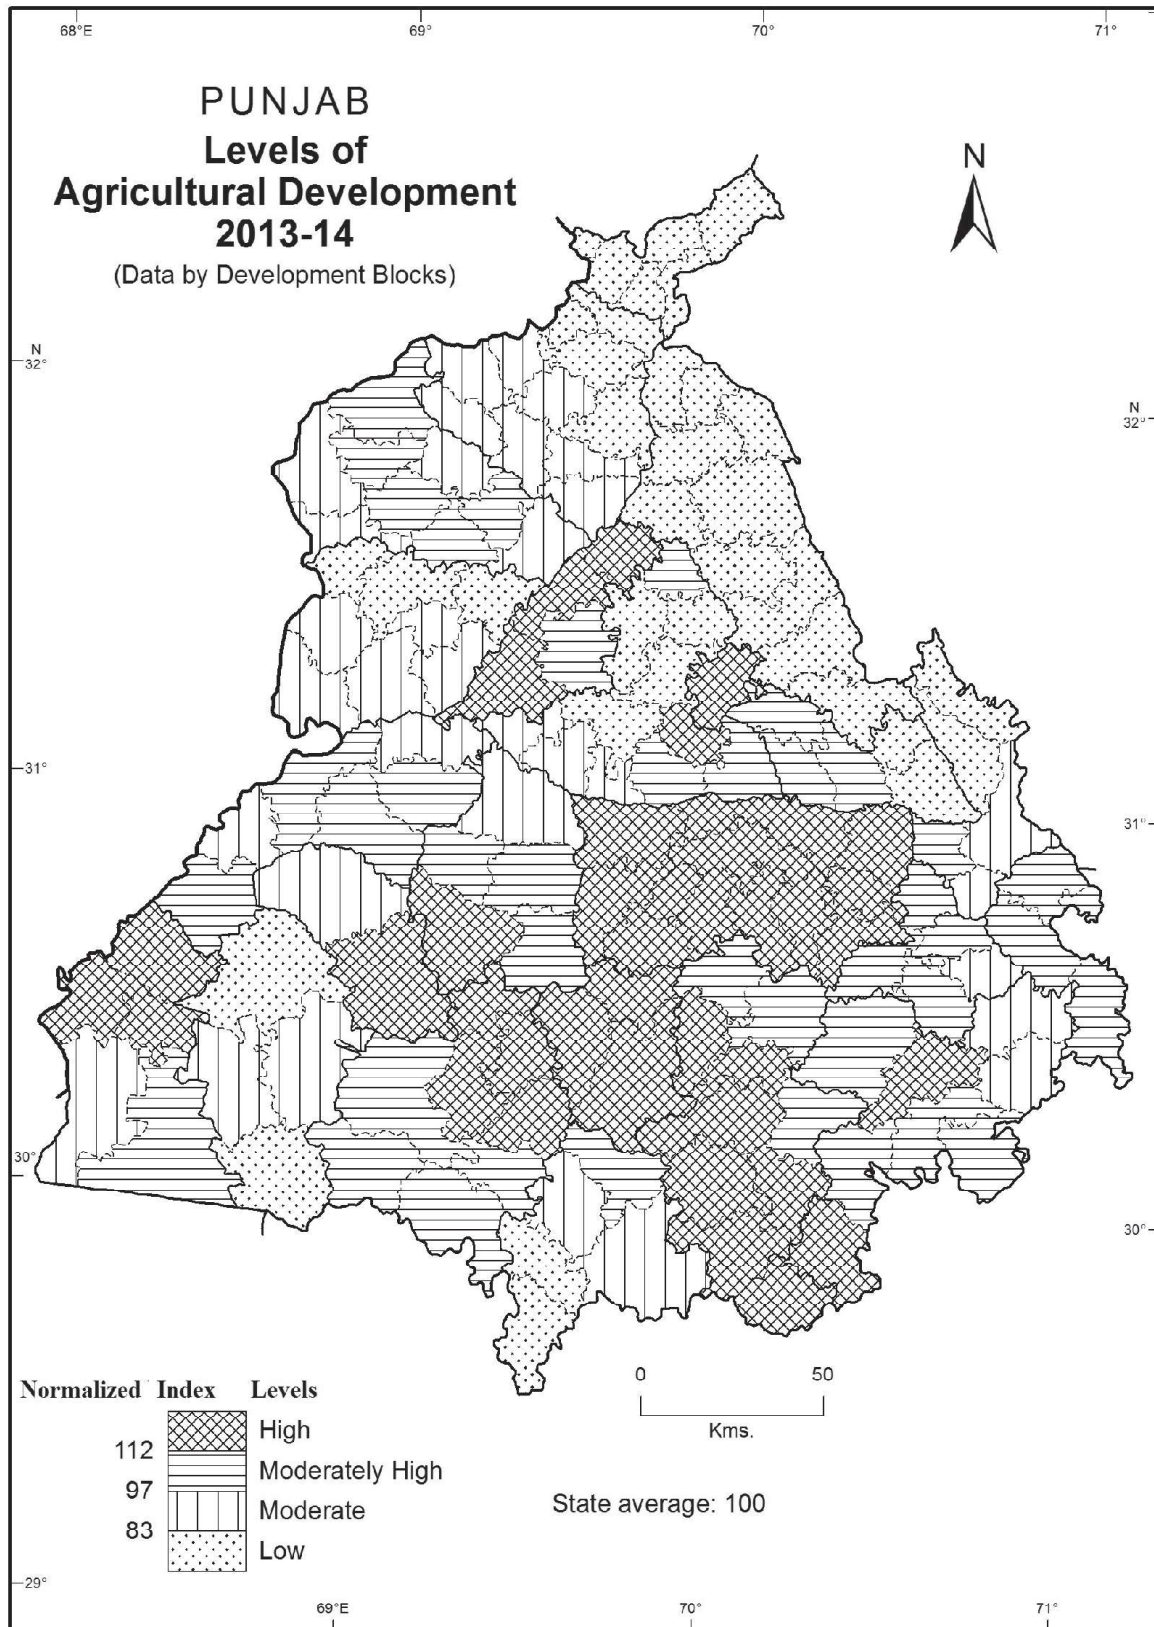 68°E 69° 70° 71°
PUNJAB
Levels of
Agricultural Development
2013-14
(Data by Development Blocks)
N
N
32°
N
32°
31°
31°
30°
30°
0 50
Kms.
Normalized Index Levels
High
112
Moderately High
97
Moderate
83
Low
State average: 100
29°
69°E 70° 71°